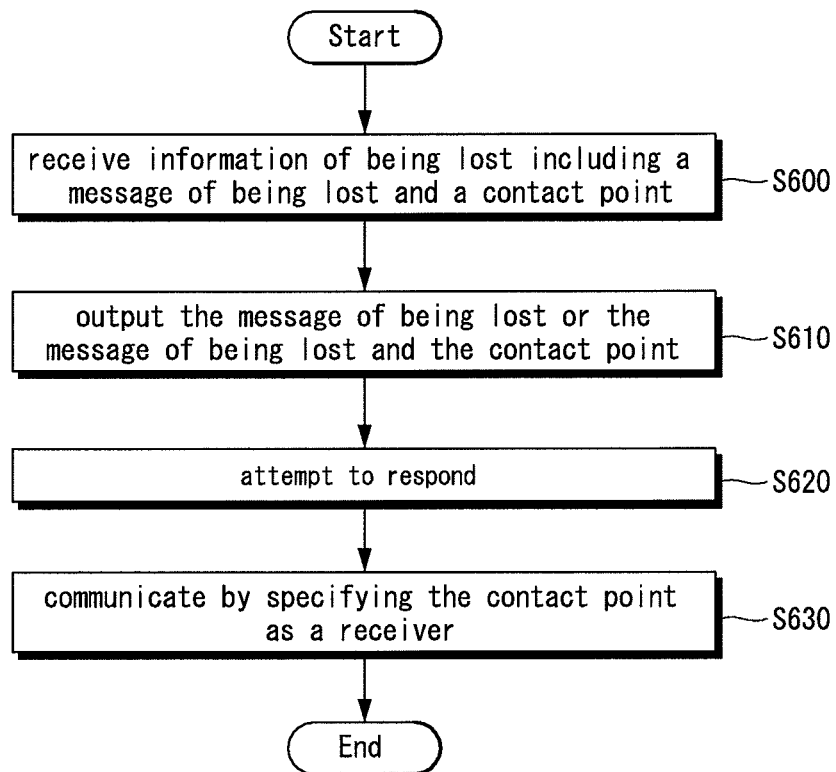 Start
receive information of being lost including a
message of being lost and a contact point
S600
output the message of being lost or the
message of being lost and the contact point
S610
attempt to respond
S620
communicate by specifying the contact point
as a receiver
S630
End